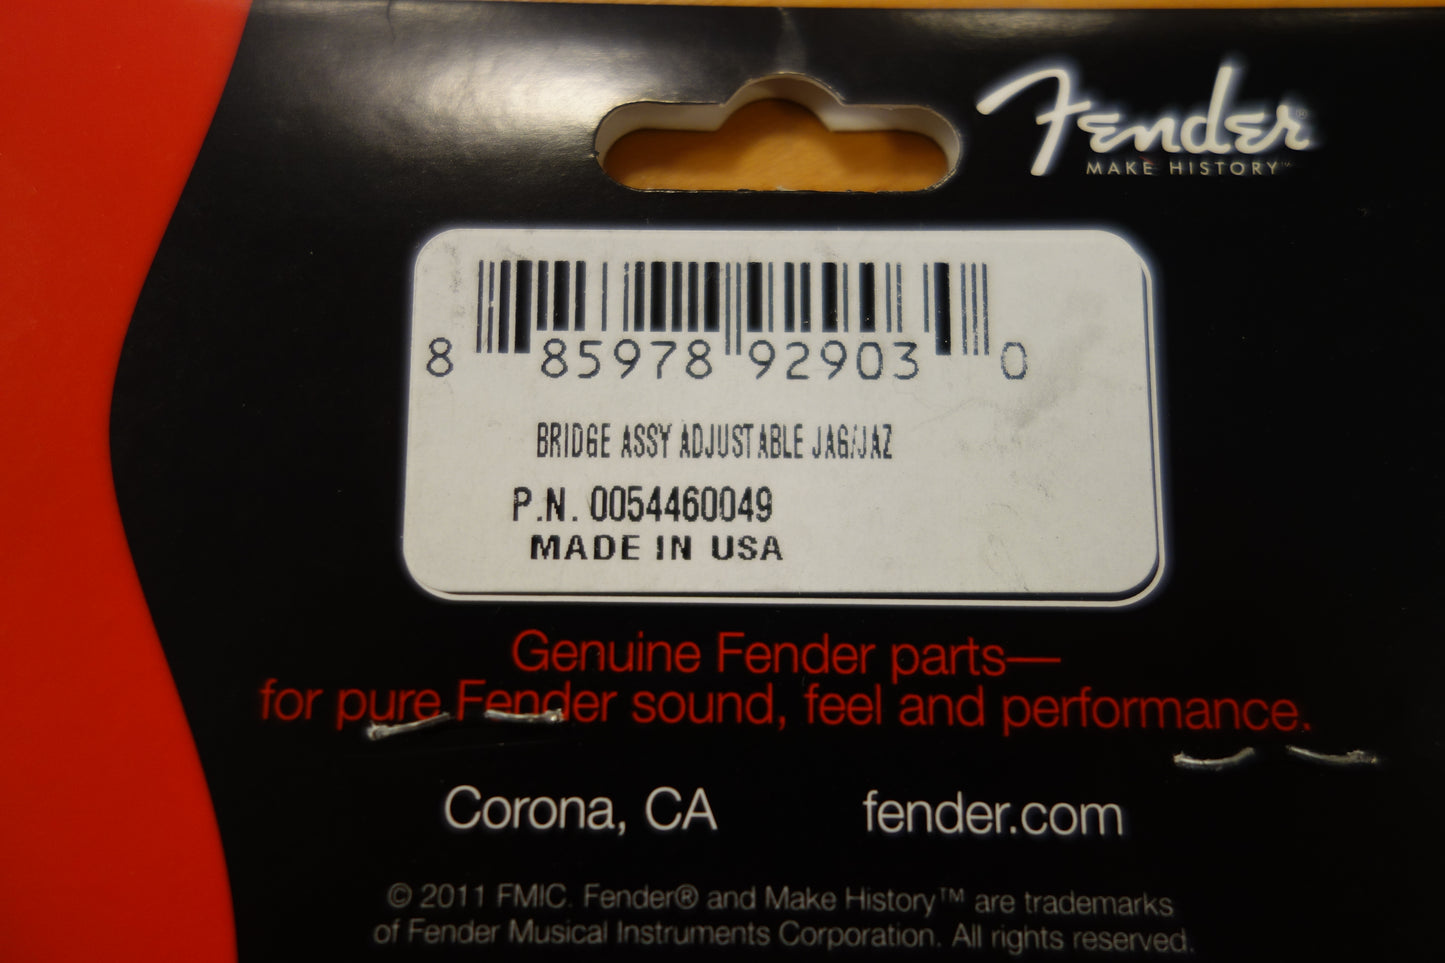 Fender®
MAKE HISTORY™
8 85978 92903 0
BRIDGE ASSY ADJUSTABLE JAG/JAZ
P.N. 0054460049
MADE IN USA
Genuine Fender parts—
for pure Fender sound, feel and performance.
Corona, CA fender.com
© 2011 FMIC. Fender® and Make History™ are trademarks
of Fender Musical Instruments Corporation. All rights reserved.